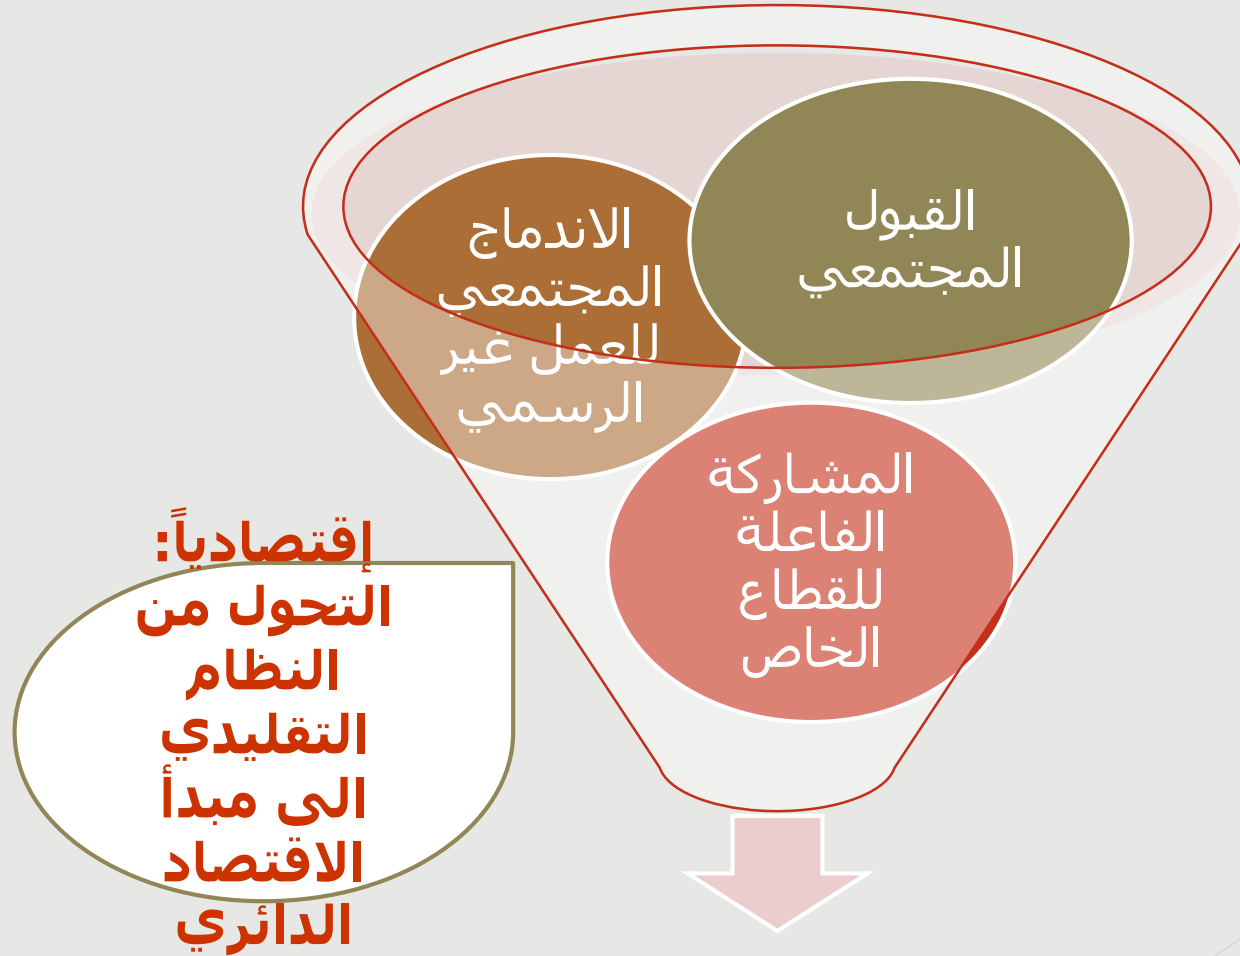 القبول
المجتمعي
الاندماج
المجتمعي
للعمل غير
الرسمي
المشاركة
الفاعلة
للقطاع
الخاص
إقتصادياً:
التحول من
النظام
التقليدي
الى مبدأ
الاقتصاد
الدائري